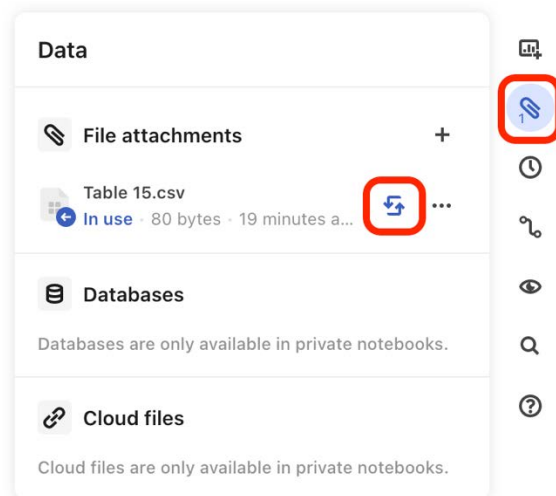 Data
File attachments
1
Table 15.csv
In use · 80 bytes · 19 minutes a...
Databases
Databases are only available in private notebooks.
Cloud files
Cloud files are only available in private notebooks.